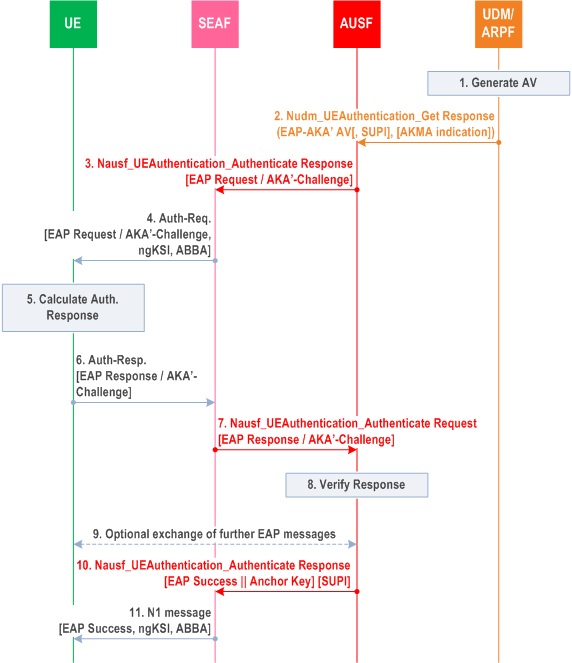 UE
SEAF
AUSF
UDM/
ARPF
1. Generate AV
2. Nudm_UEAuthentication_Get Response
(EAP-AKA’ AV[, SUPI], [AKMA indication])
3. Nausf_UEAuthentication_Authenticate Response
[EAP Request / AKA’-Challenge]
4. Auth-Req.
[EAP Request / AKA’-Challenge,
ngKSI, ABBA]
5. Calculate Auth.
Response
6. Auth-Resp.
[EAP Response / AKA’-
Challenge]
7. Nausf_UEAuthentication_Authenticate Request
[EAP Response / AKA’-Challenge]
8. Verify Response
9. Optional exchange of further EAP messages
10. Nausf_UEAuthentication_Authenticate Response
[EAP Success || Anchor Key] [SUPI]
11. N1 message
[EAP Success, ngKSI, ABBA]